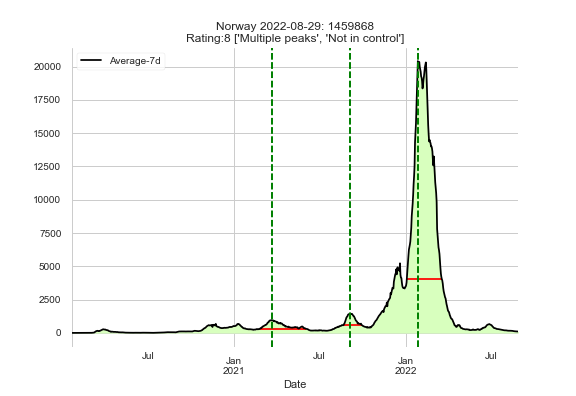 Norway 2022-08-29: 1459868
Rating:8 ['Multiple peaks', 'Not in control']
Average-7d
20000
17500
15000
12500
10000
7500
5000
2500
0
Jul
Jan
2021
Jul
Jan
2022
Jul
Date